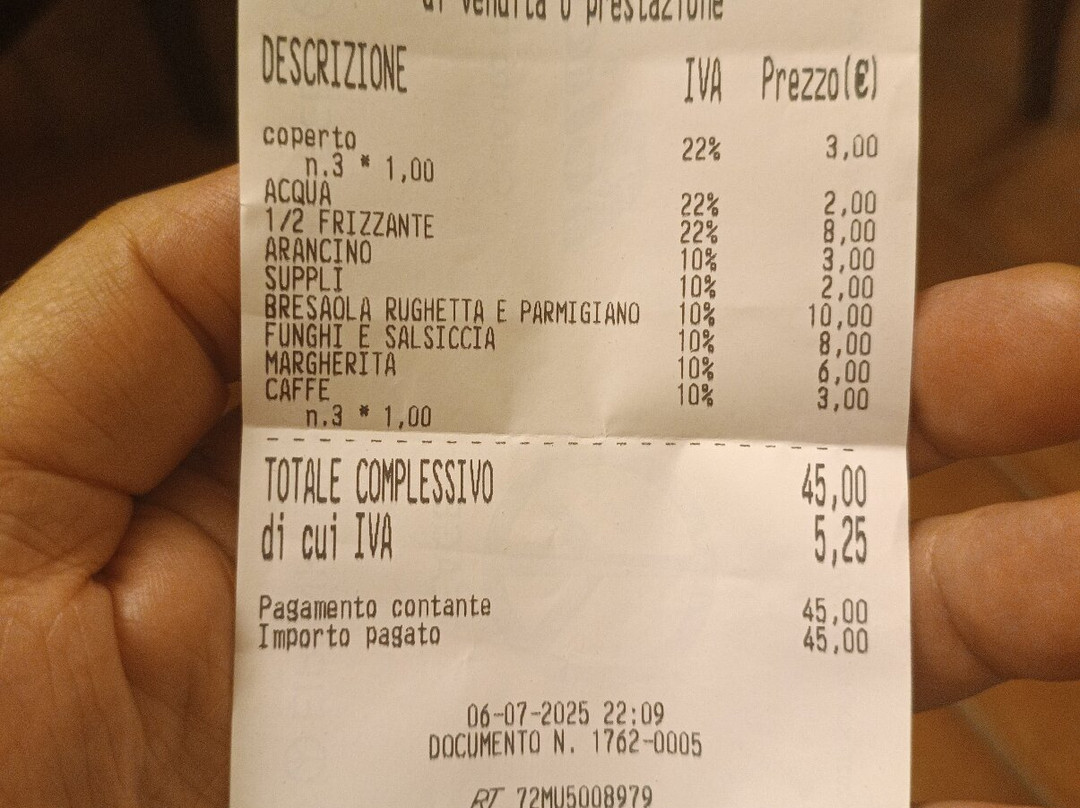 di vendita o prestazione
DESCRIZIONE IVA Prezzo(€)
coperto 22% 3,00
n.3 * 1,00
ACQUA 22% 2,00
1/2 FRIZZANTE 22% 8,00
ARANCINO 10% 3,00
SUPPLI 10% 2,00
BRESAOLA RUGHETTA E PARMIGIANO 10% 10,00
FUNGHI E SALSICCIA 10% 8,00
MARGHERITA 10% 6,00
CAFFE 10% 3,00
n.3 * 1,00
TOTALE COMPLESSIVO 45,00
di cui IVA 5,25
Pagamento contante 45,00
Importo pagato 45,00
06-07-2025 22:09
DOCUMENTO N. 1762-0005
RT 72MU5008979